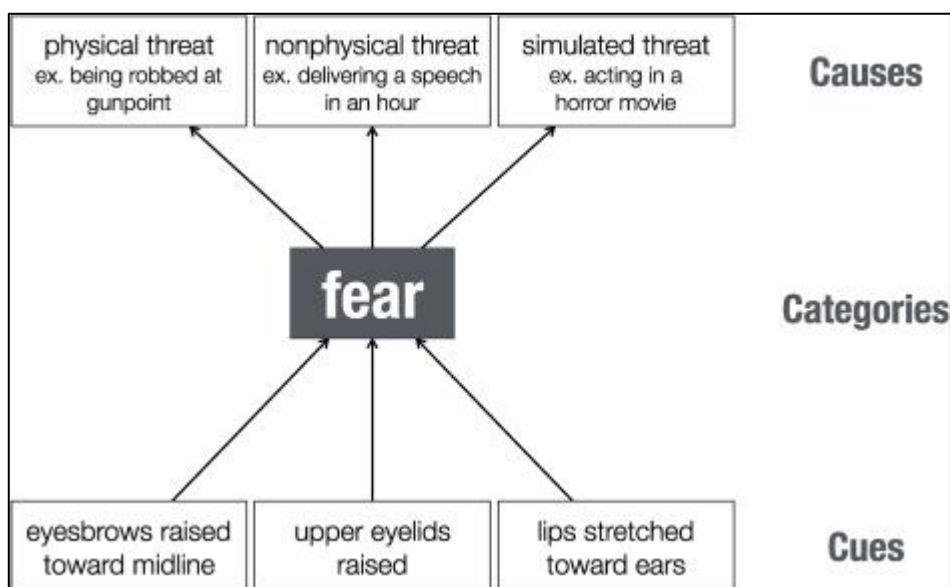 physical threat
ex. being robbed at
gunpoint
nonphysical threat
ex. delivering a speech
in an hour
simulated threat
ex. acting in a
horror movie
Causes
fear
Categories
eyesbrows raised
toward midline
upper eyelids
raised
lips stretched
toward ears
Cues